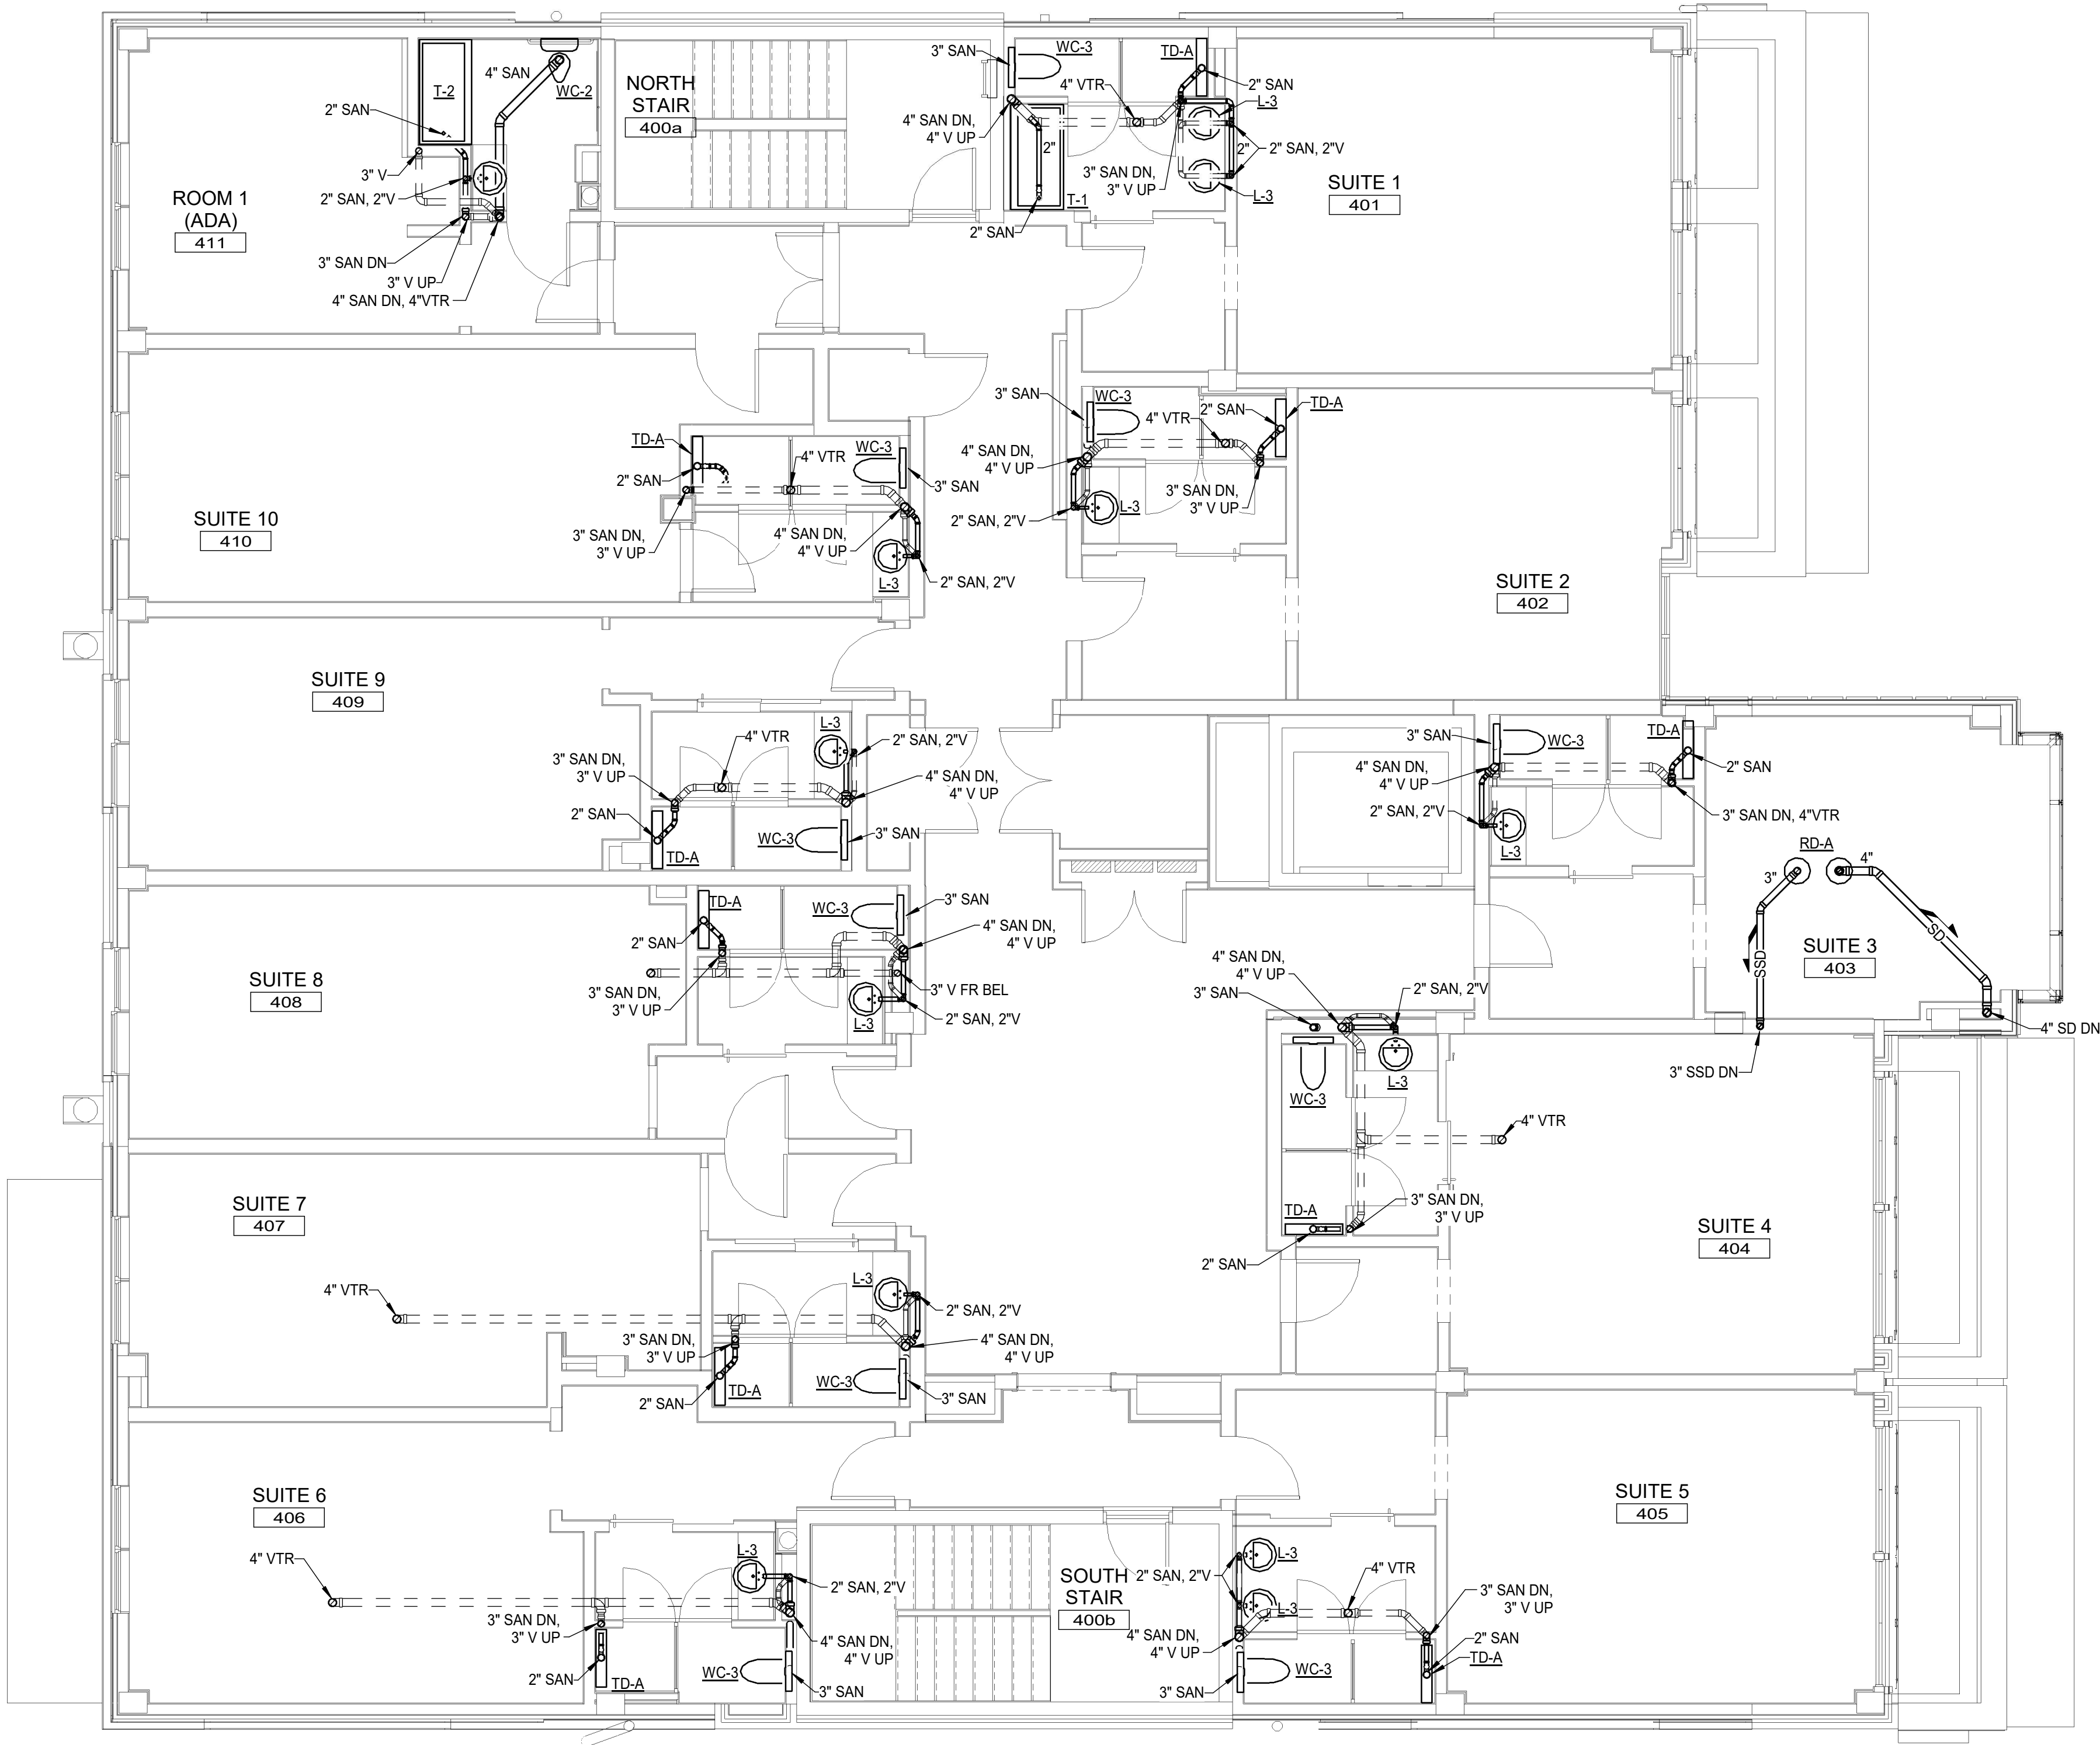 ROOM 1
(ADA)
411
T-2
4" SAN
WC-2
2" SAN
3" V
2" SAN, 2"V
3" SAN DN
3" V UP
4" SAN DN, 4"VTR
NORTH
STAIR
400a
3" SAN
WC-3
TD-A
4" VTR
2" SAN
L-3
4" SAN DN,
4" V UP
2"
2"
2" SAN, 2"V
3" SAN DN,
3" V UP
L-3
T-1
2" SAN
SUITE 1
401
3" SAN
WC-3
2" SAN
TD-A
4" VTR
4" SAN DN,
4" V UP
3" SAN DN,
3" V UP
L-3
2" SAN, 2"V
SUITE 2
402
TD-A
WC-3
4" VTR
2" SAN
3" SAN
SUITE 10
410
3" SAN DN,
3" V UP
4" SAN DN,
4" V UP
L-3
2" SAN, 2"V
SUITE 9
409
L-3
4" VTR
2" SAN, 2"V
3" SAN DN,
3" V UP
4" SAN DN,
4" V UP
2" SAN
3" SAN
WC-3
TD-A
3" SAN
WC-3
TD-A
2" SAN
4" SAN DN,
4" V UP
2" SAN, 2"V
3" SAN DN, 4"VTR
L-3
RD-A
3"
4"
SD
SSD
SUITE 3
403
4" SD DN
3" SSD DN
TD-A
WC-3
3" SAN
2" SAN
4" SAN DN,
4" V UP
SUITE 8
408
3" SAN DN,
3" V UP
3" V FR BEL
L-3
2" SAN, 2"V
4" SAN DN,
4" V UP
3" SAN
2" SAN, 2"V
L-3
WC-3
4" VTR
3" SAN DN,
3" V UP
TD-A
2" SAN
SUITE 4
404
SUITE 7
407
4" VTR
L-3
2" SAN, 2"V
3" SAN DN,
3" V UP
4" SAN DN,
4" V UP
TD-A
WC-3
2" SAN
3" SAN
SUITE 6
406
4" VTR
L-3
2" SAN, 2"V
3" SAN DN,
3" V UP
4" SAN DN,
4" V UP
2" SAN
TD-A
WC-3
3" SAN
SOUTH
STAIR
400b
2" SAN, 2"V
L-3
L-3
4" VTR
3" SAN DN,
3" V UP
4" SAN DN,
4" V UP
2" SAN
TD-A
WC-3
3" SAN
SUITE 5
405